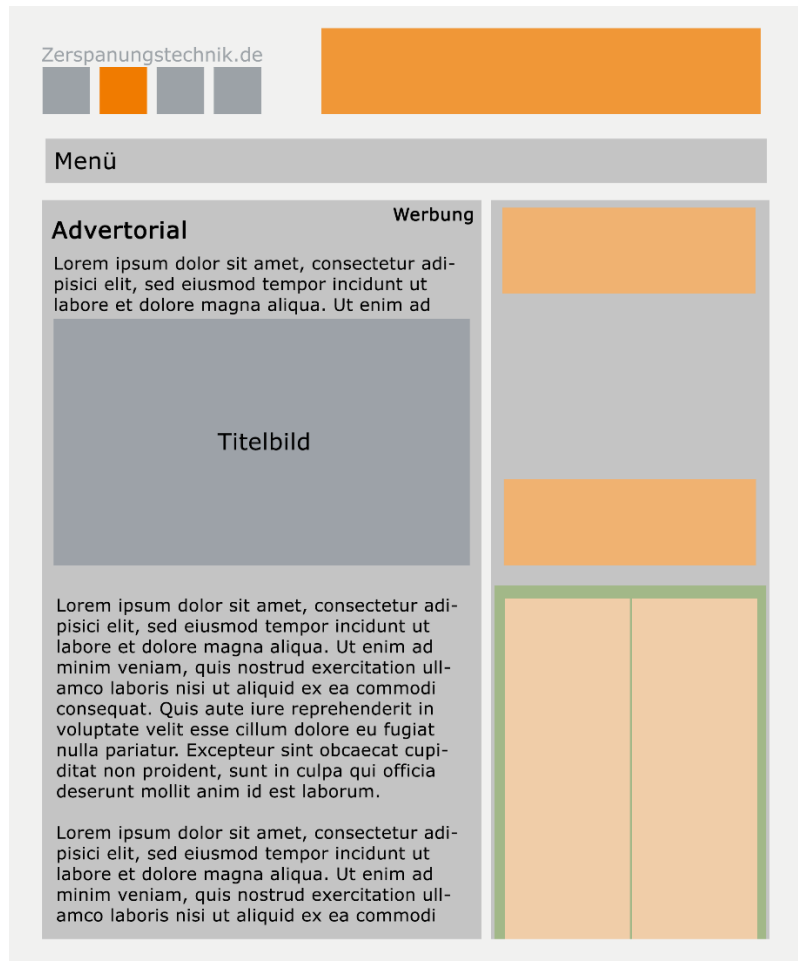 Zerspanungstechnik.de
Menü
Werbung
Advertorial
Lorem ipsum dolor sit amet, consectetur adi-
pisici elit, sed eiusmod tempor incidunt ut
labore et dolore magna aliqua. Ut enim ad
Titelbild
Lorem ipsum dolor sit amet, consectetur adi-
pisici elit, sed eiusmod tempor incidunt ut
labore et dolore magna aliqua. Ut enim ad
minim veniam, quis nostrud exercitation ull-
amco laboris nisi ut aliquid ex ea commodi
consequat. Quis aute iure reprehenderit in
voluptate velit esse cillum dolore eu fugiat
nulla pariatur. Excepteur sint obcaecat cupi-
ditat non proident, sunt in culpa qui officia
deserunt mollit anim id est laborum.
Lorem ipsum dolor sit amet, consectetur adi-
pisici elit, sed eiusmod tempor incidunt ut
labore et dolore magna aliqua. Ut enim ad
minim veniam, quis nostrud exercitation ull-
amco laboris nisi ut aliquid ex ea commodi